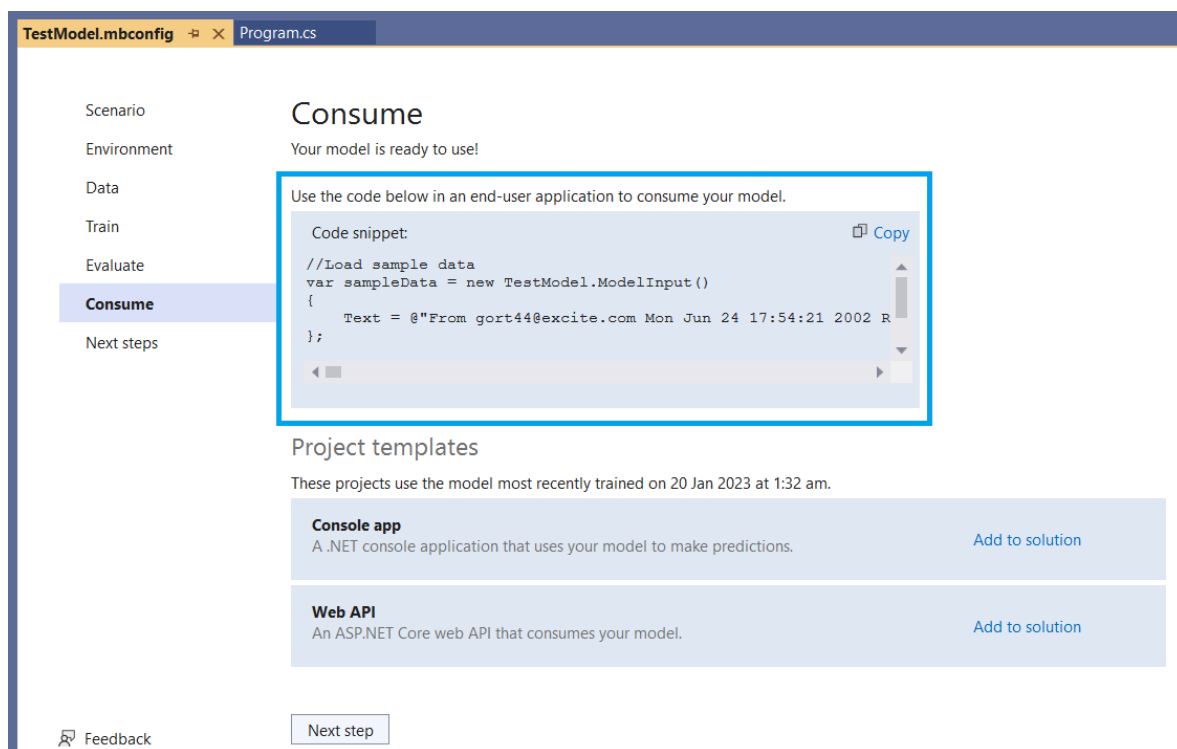 TestModel.mbconfig Program.cs
Scenario
Environment
Data
Train
Evaluate
Consume
Next steps
Feedback
Consume
Your model is ready to use!
Use the code below in an end-user application to consume your model.
Code snippet: Copy
//Load sample data
var sampleData = new TestModel.ModelInput()
{
    Text = @"From gort44@excite.com Mon Jun 24 17:54:21 2002 R
};
Project templates
These projects use the model most recently trained on 20 Jan 2023 at 1:32 am.
Console app
A .NET console application that uses your model to make predictions.
Add to solution
Web API
An ASP.NET Core web API that consumes your model.
Add to solution
Next step